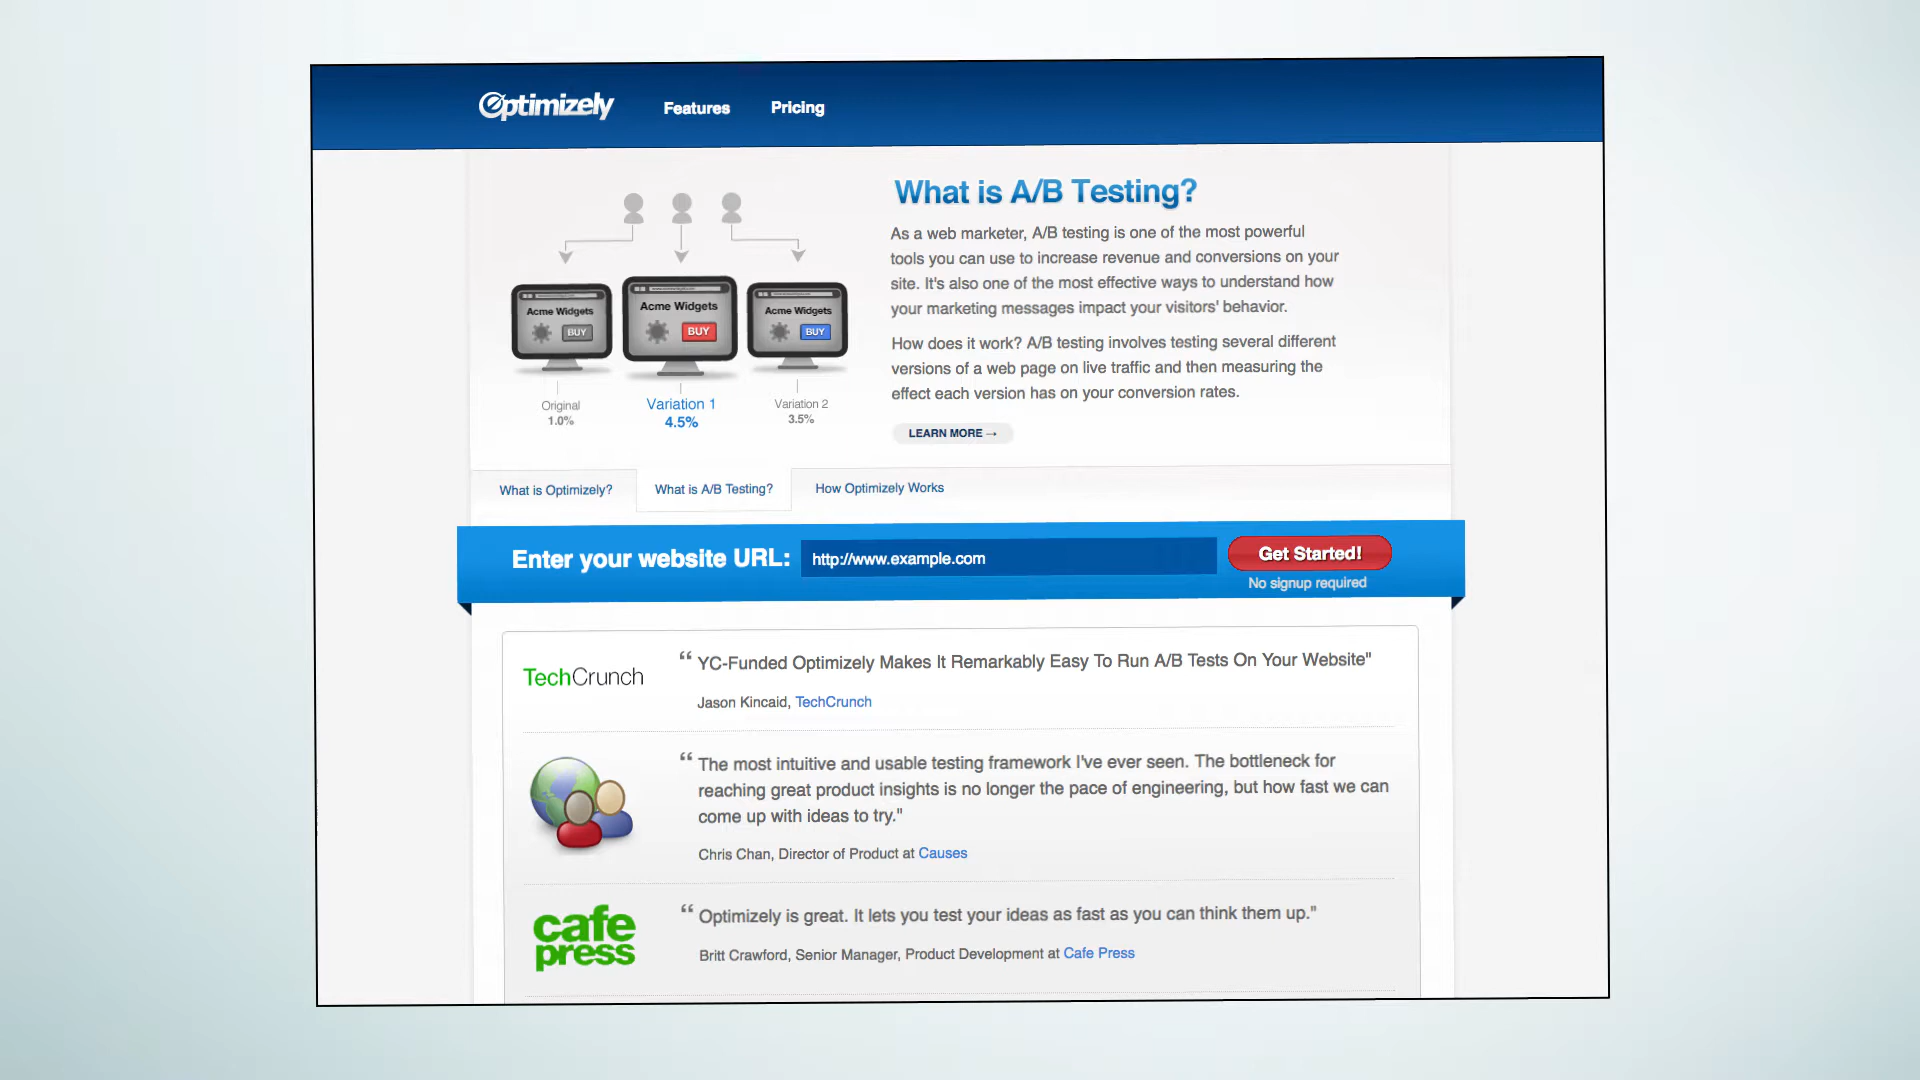 Optimizely
Features
Pricing
What is A/B Testing?
As a web marketer, A/B testing is one of the most powerful
tools you can use to increase revenue and conversions on your
site. It's also one of the most effective ways to understand how
your marketing messages impact your visitors' behavior.
How does it work? A/B testing involves testing several different
versions of a web page on live traffic and then measuring the
effect each version has on your conversion rates.
LEARN MORE →
Acme Widgets
BUY
Acme Widgets
BUY
Acme Widgets
BUY
Original
1.0%
Variation 1
4.5%
Variation 2
3.5%
What is Optimizely?
What is A/B Testing?
How Optimizely Works
Enter your website URL:
http://www.example.com
Get Started!
No signup required
TechCrunch
“ YC-Funded Optimizely Makes It Remarkably Easy To Run A/B Tests On Your Website"
Jason Kincaid, TechCrunch
“ The most intuitive and usable testing framework I've ever seen. The bottleneck for
reaching great product insights is no longer the pace of engineering, but how fast we can
come up with ideas to try."
Chris Chan, Director of Product at Causes
cafe
press
“ Optimizely is great. It lets you test your ideas as fast as you can think them up."
Britt Crawford, Senior Manager, Product Development at Cafe Press